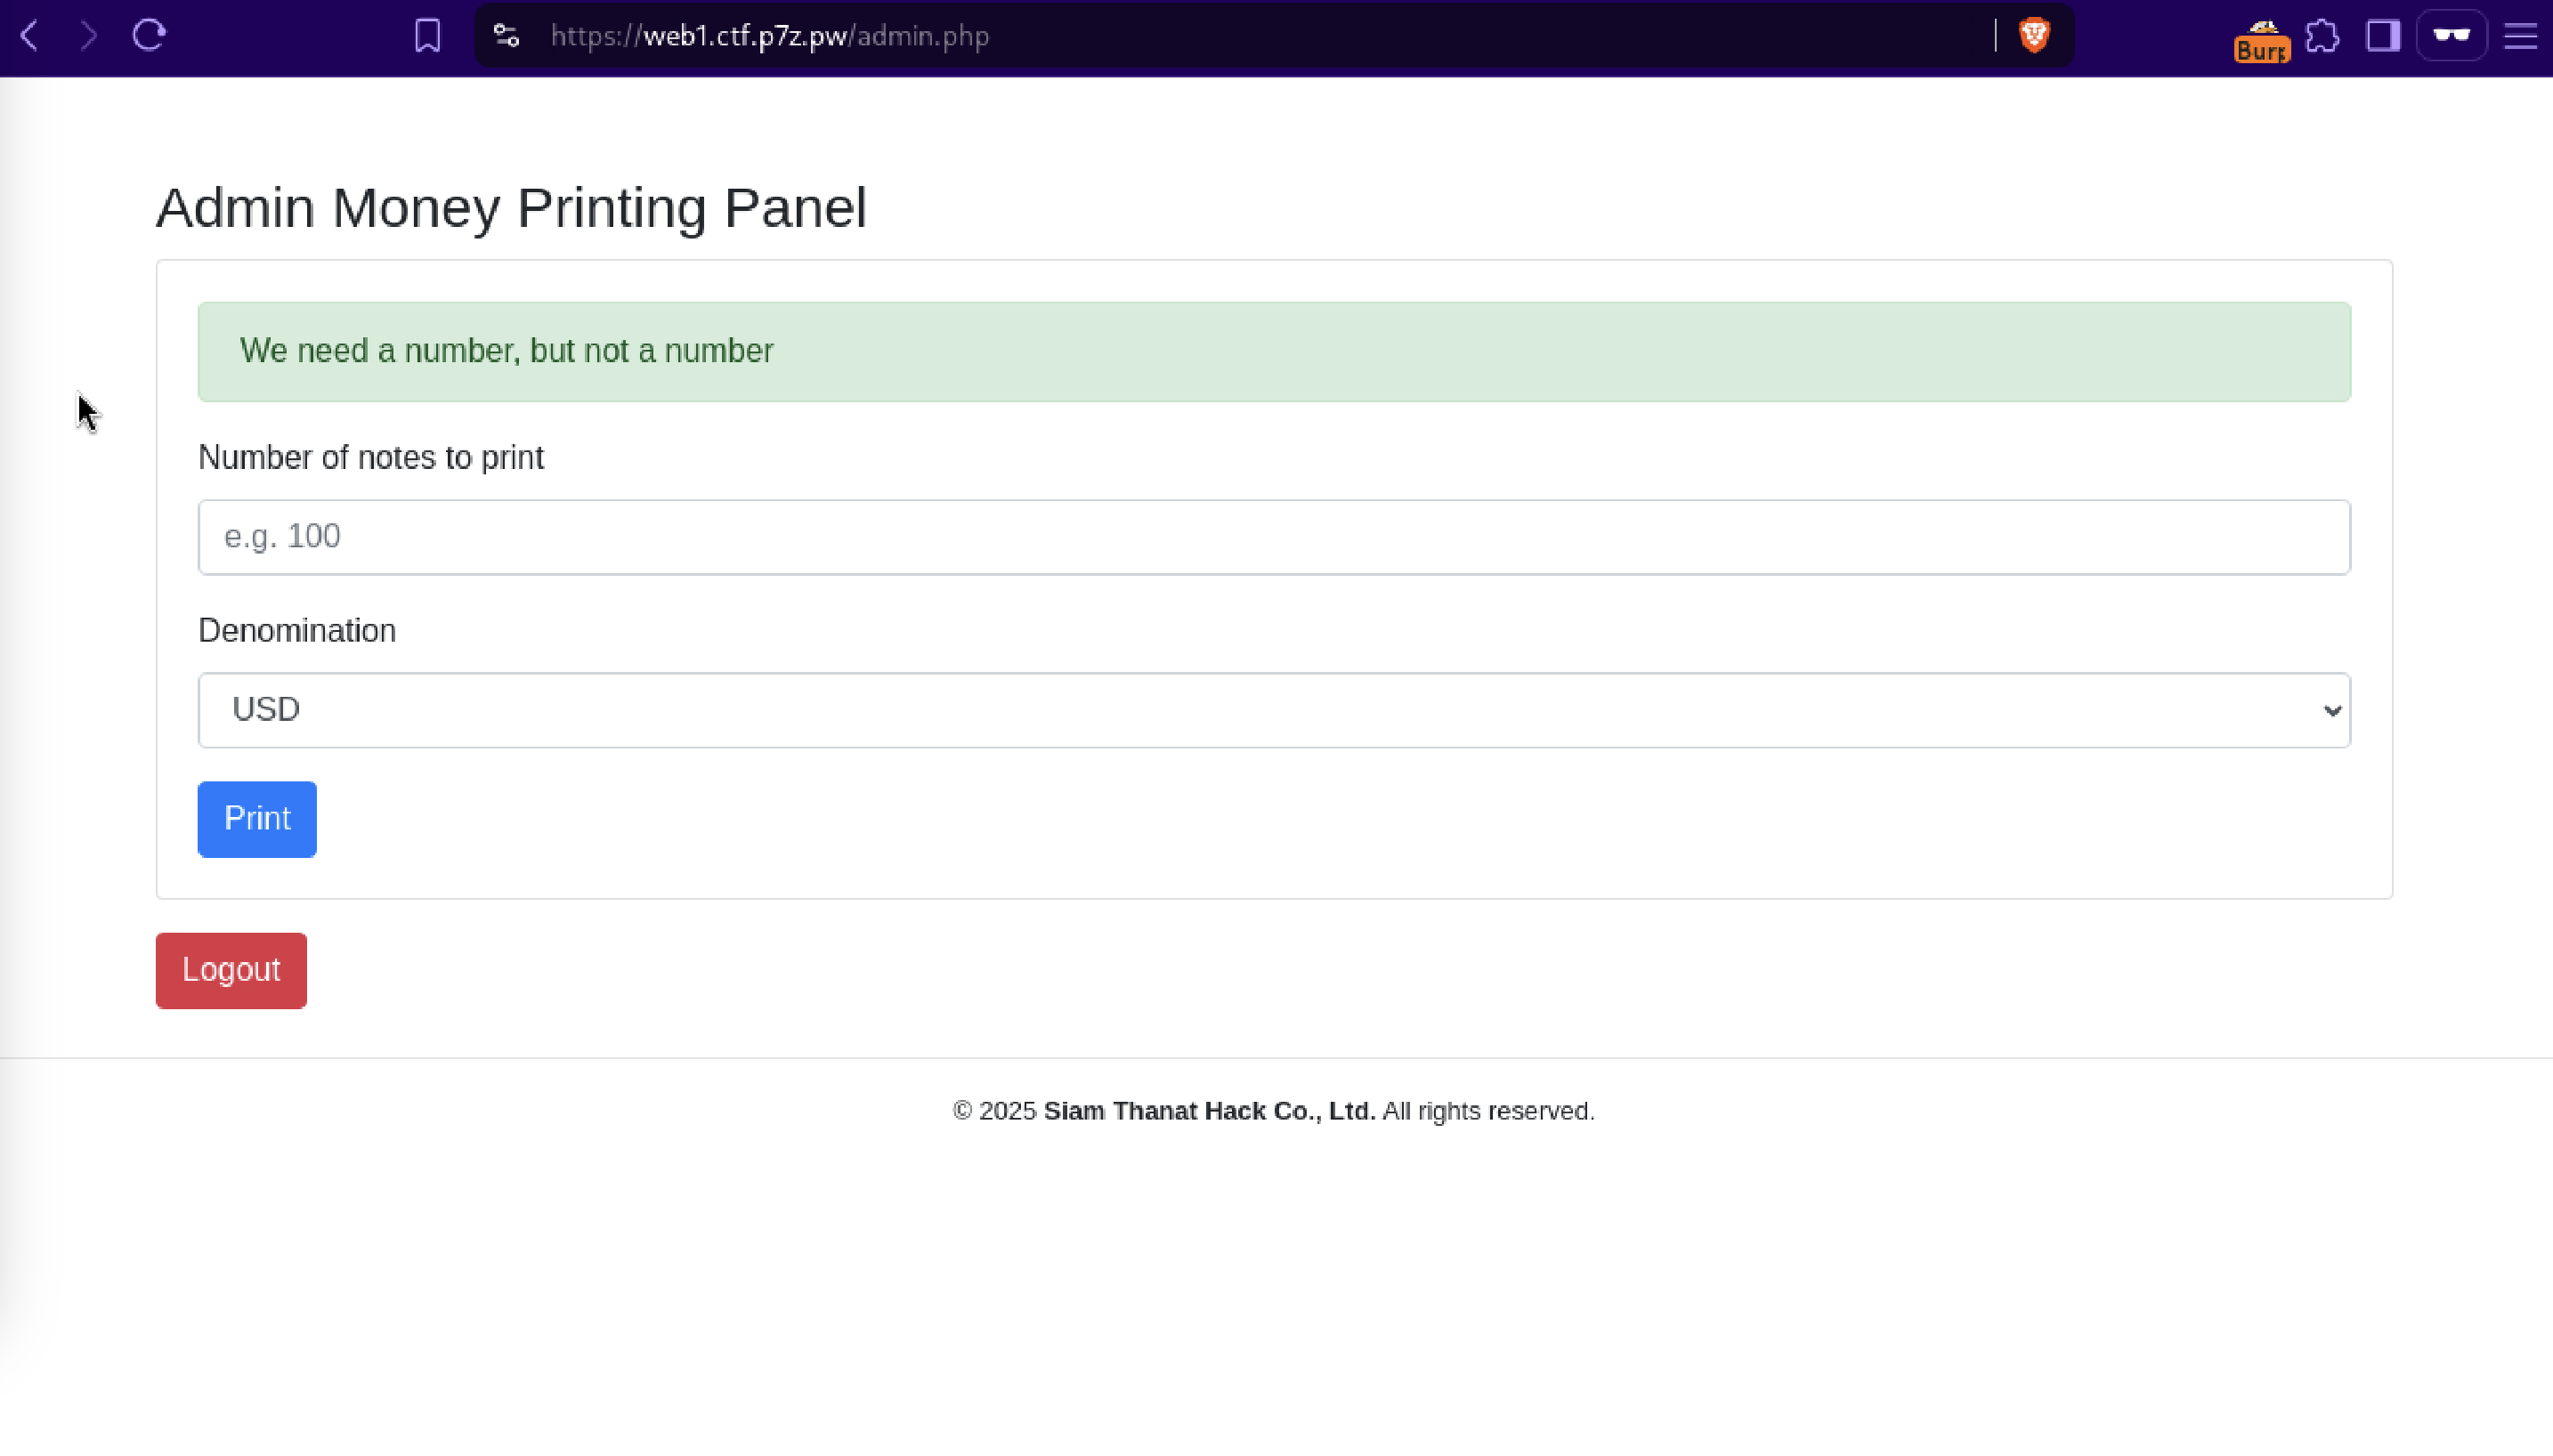 https://web1.ctf.p7z.pw/admin.php
Admin Money Printing Panel
We need a number, but not a number
Number of notes to print
e.g. 100
Denomination
USD
Print
Logout
© 2025 Siam Thanat Hack Co., Ltd. All rights reserved.